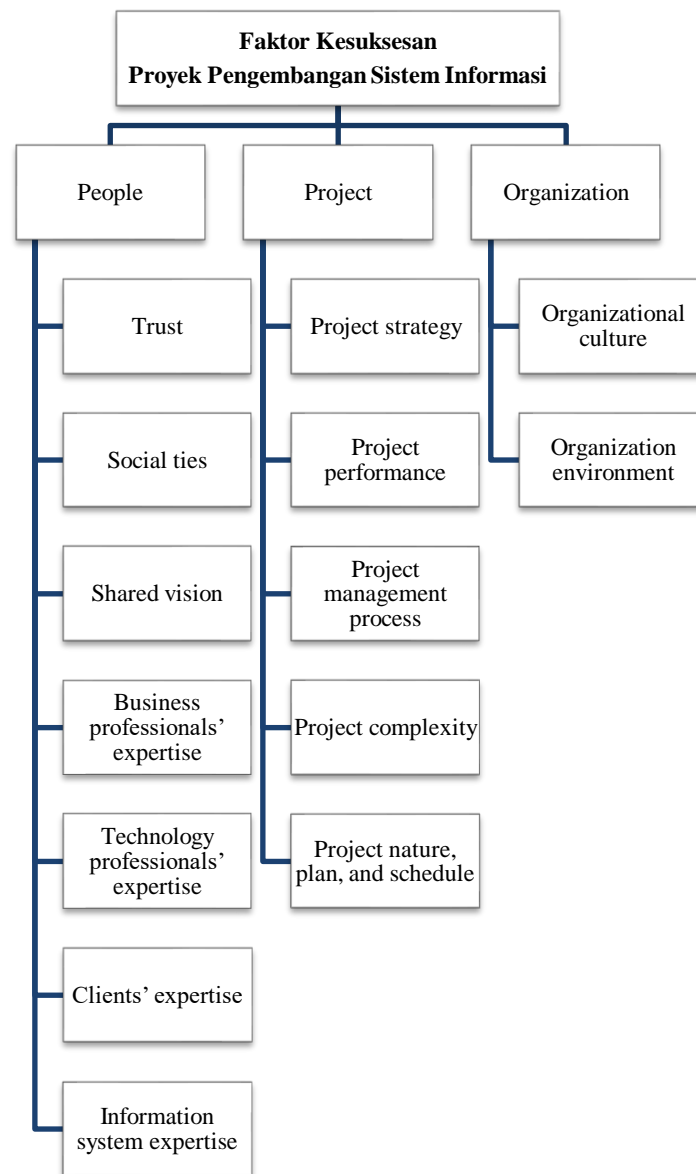 Faktor Kesuksesan
Proyek Pengembangan Sistem Informasi
People
Project
Organization
Trust
Social ties
Shared vision
Business
professionals’
expertise
Technology
professionals’
expertise
Clients’ expertise
Information
system expertise
Project strategy
Project
performance
Project
management
process
Project complexity
Project nature,
plan, and schedule
Organizational
culture
Organization
environment